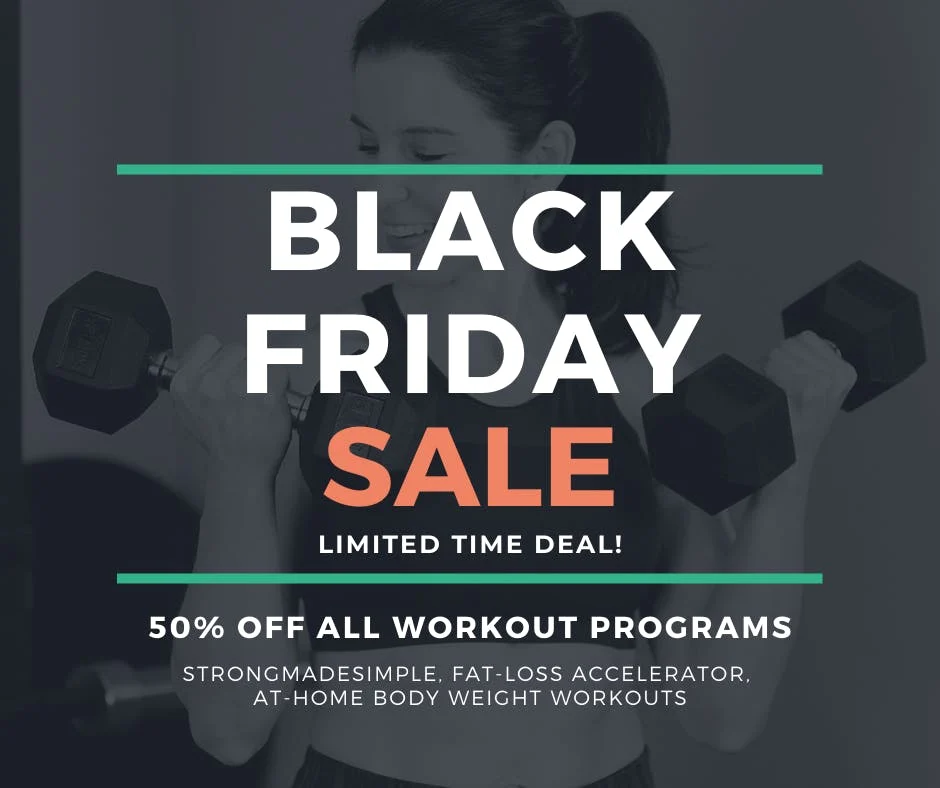 BLACK
FRIDAY
SALE
LIMITED TIME DEAL!
50% OFF ALL WORKOUT PROGRAMS
STRONGMADESIMPLE, FAT-LOSS ACCELERATOR,
AT-HOME BODY WEIGHT WORKOUTS